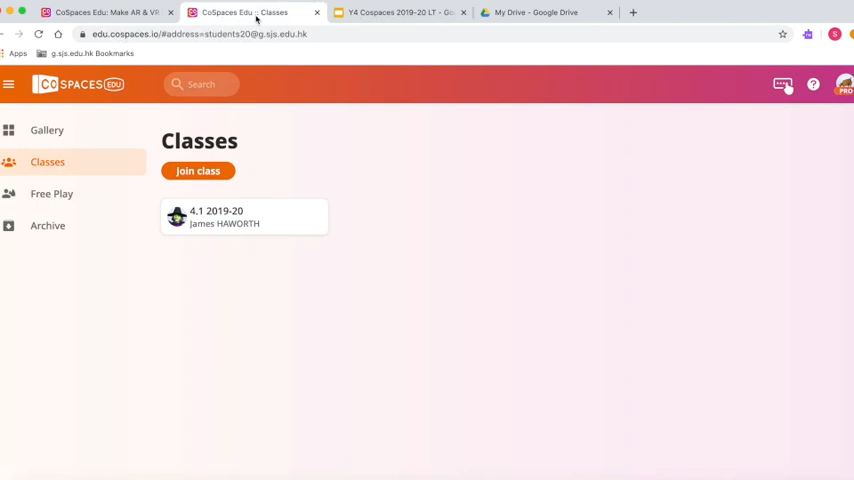 CoSpaces Edu: Make AR & VR
CoSpaces Edu :: Classes
Y4 Cospaces 2019-20 LT - Go
My Drive - Google Drive
edu.cospaces.io/#address=students20@g.sjs.edu.hk
S
Apps
g.sjs.edu.hk Bookmarks
COSPACES EDU
Search
?
PRO
Gallery
Classes
Free Play
Archive
Classes
Join class
4.1 2019-20
James HAWORTH